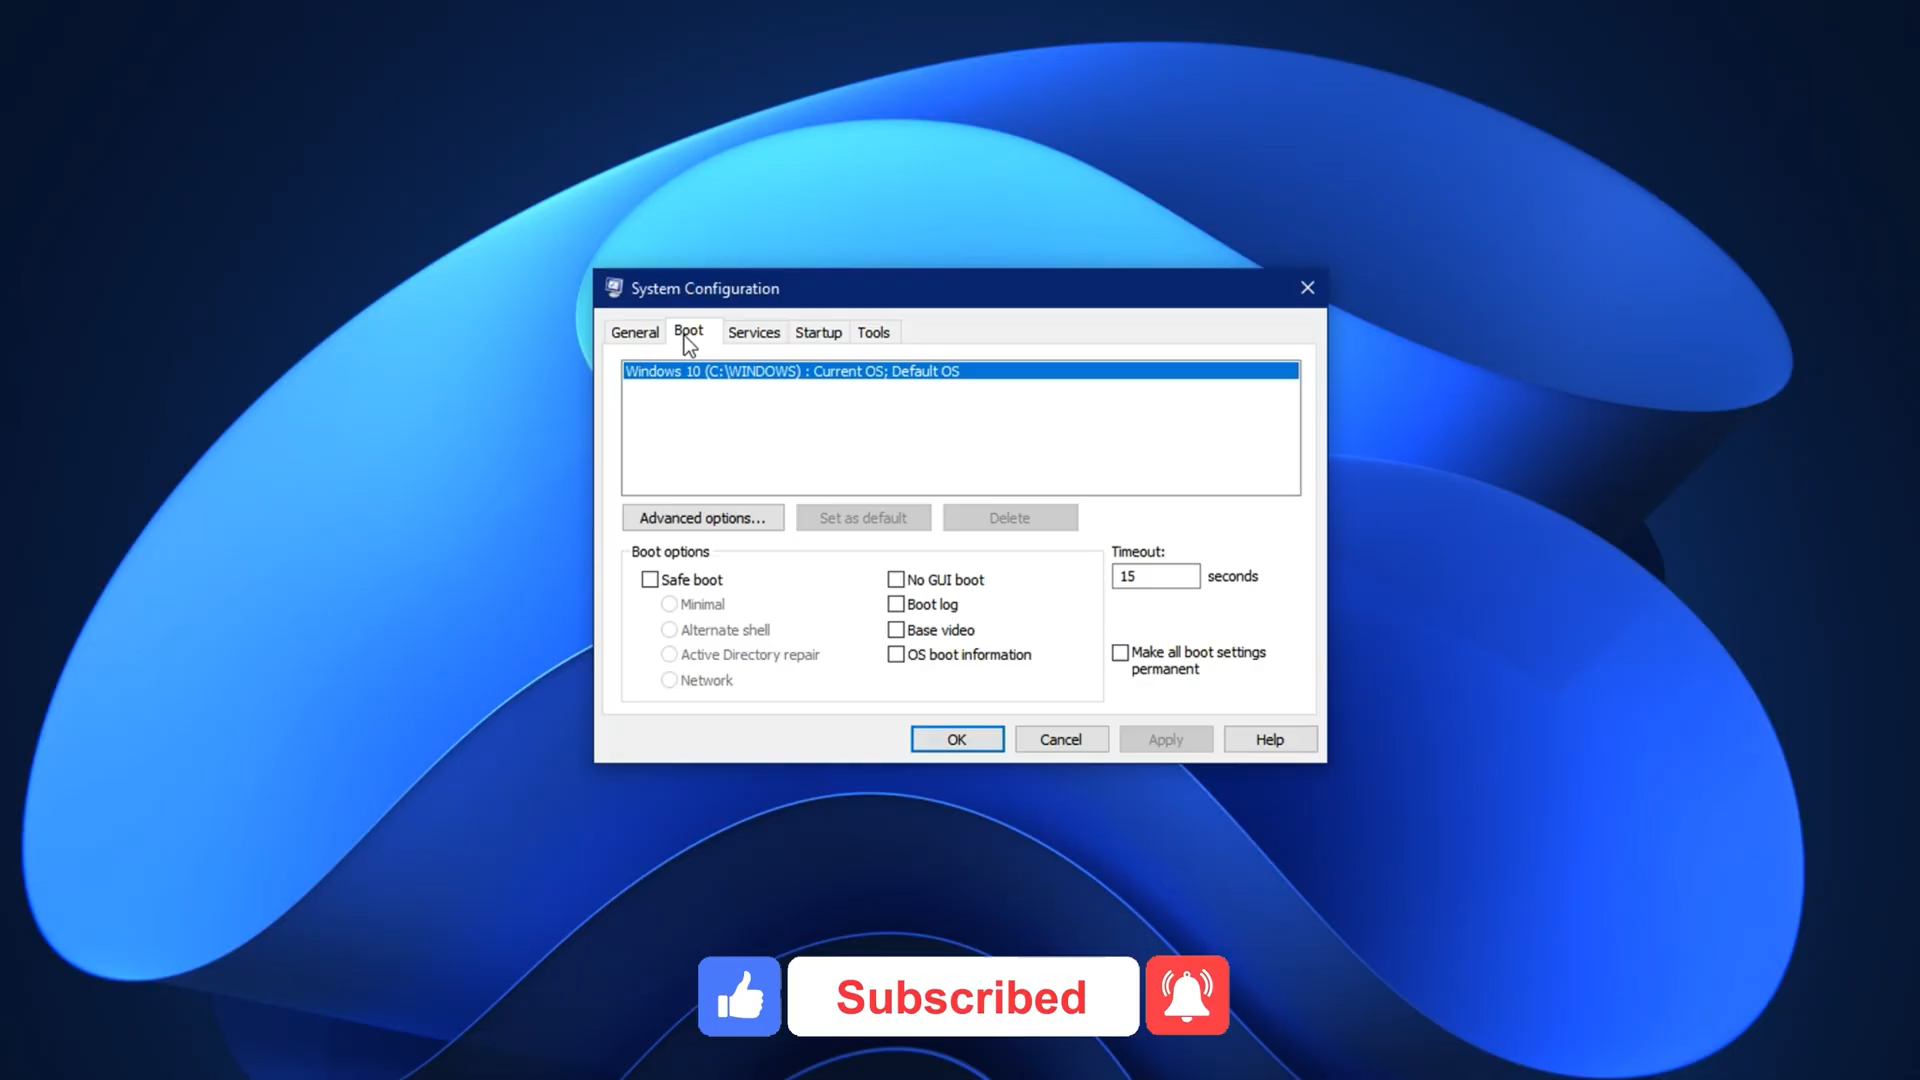 System Configuration
General Boot Services Startup Tools
Windows 10 (C:\WINDOWS) : Current OS; Default OS
Advanced options... Set as default Delete
Boot options Timeout:
Safe boot No GUI boot 15 seconds
Minimal Boot log
Alternate shell Base video
Active Directory repair OS boot information Make all boot settings
permanent
Network
OK Cancel Apply Help
Subscribed